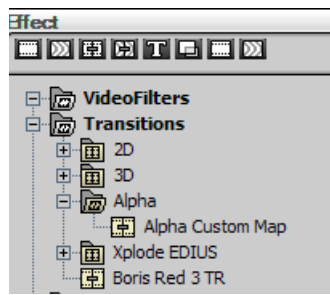 Effect
T
VideoFilters
Transitions
2D
3D
Alpha
Alpha Custom Map
Xplode EDIUS
Boris Red 3 TR